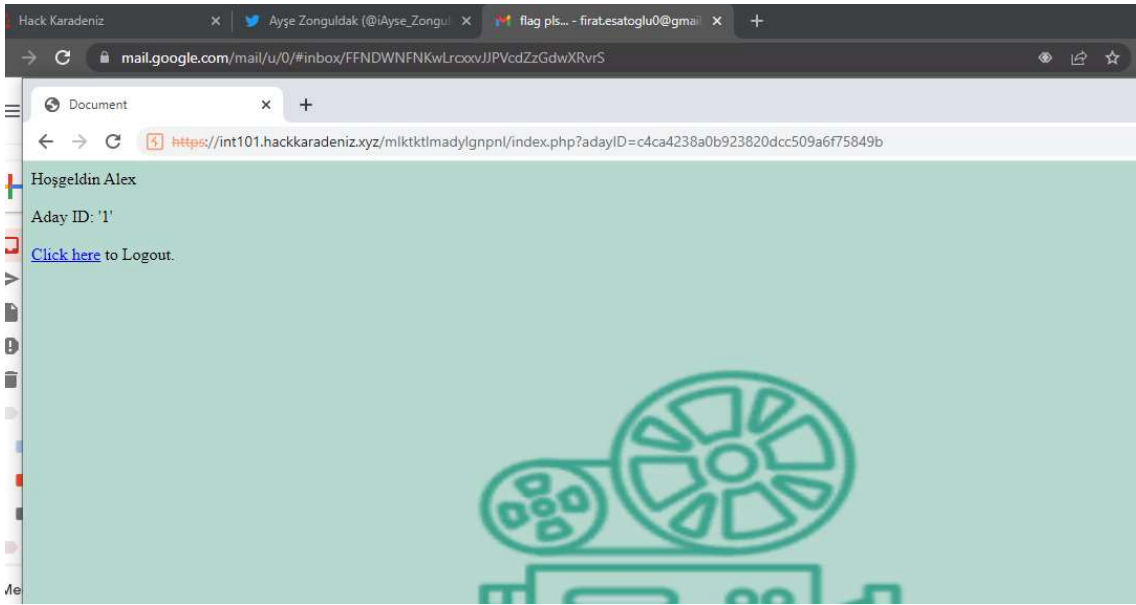 Hack Karadeniz
Ayşe Zonguldak (@iAyse_Zongul
flag pls... - firat.esatoglu0@gmail
mail.google.com/mail/u/0/#inbox/FFNDWNFNKwLrcxxvJJPVcdZzGdwXRvrS
Document
https://int101.hackkaradeniz.xyz/mlktktlmadylgnpnl/index.php?adayID=c4ca4238a0b923820dcc509a6f75849b
Hoşgeldin Alex
Aday ID: '1'
Click here to Logout.
Me